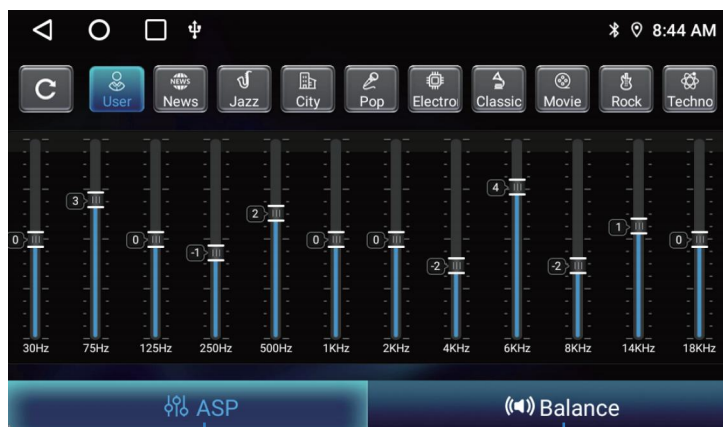 8:44 AM
NEWS
User News Jazz City Pop Electro Classic Movie Rock Techno
4
3
2
1
0 0 0 0 0
-1
-2 -2
30Hz 75Hz 125Hz 250Hz 500Hz 1KHz 2KHz 4KHz 6KHz 8KHz 14KHz 18KHz
ASP Balance